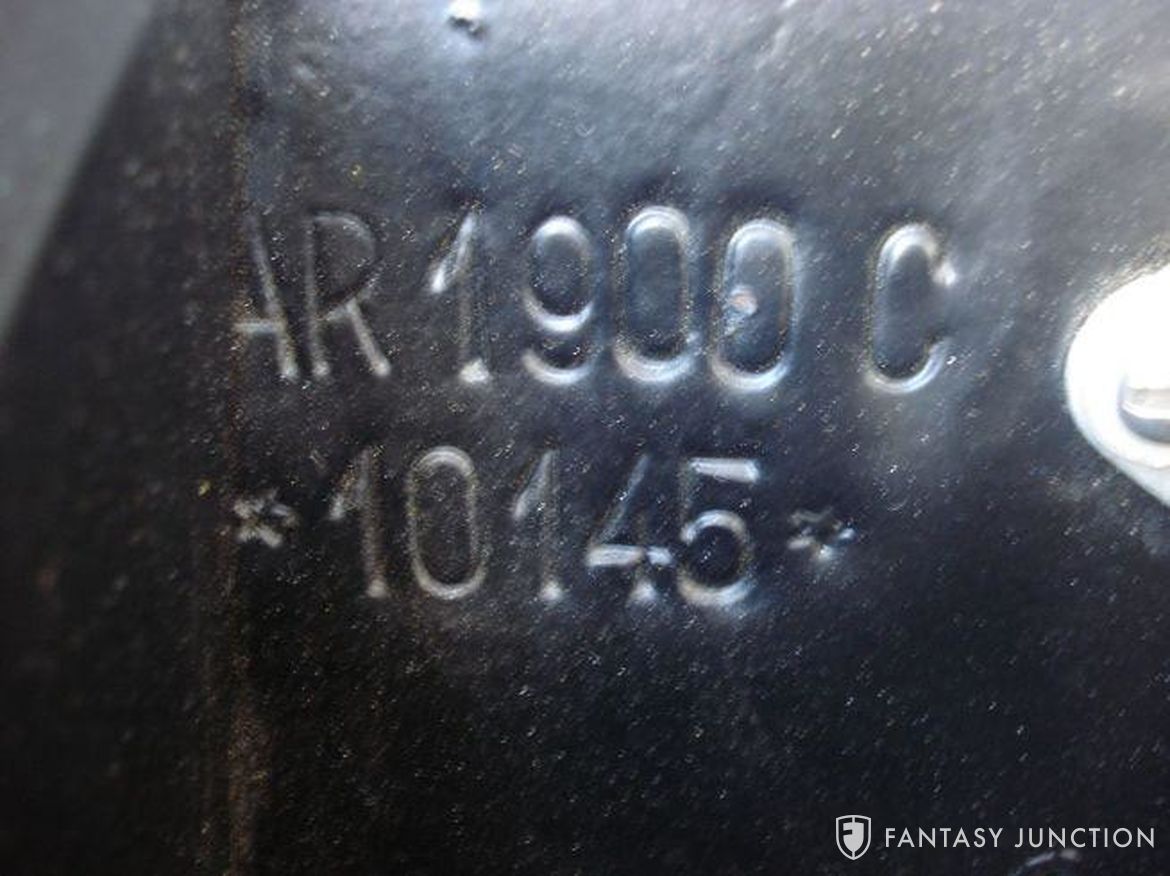 AR 1900 C
*10145*
FANTASY JUNCTION